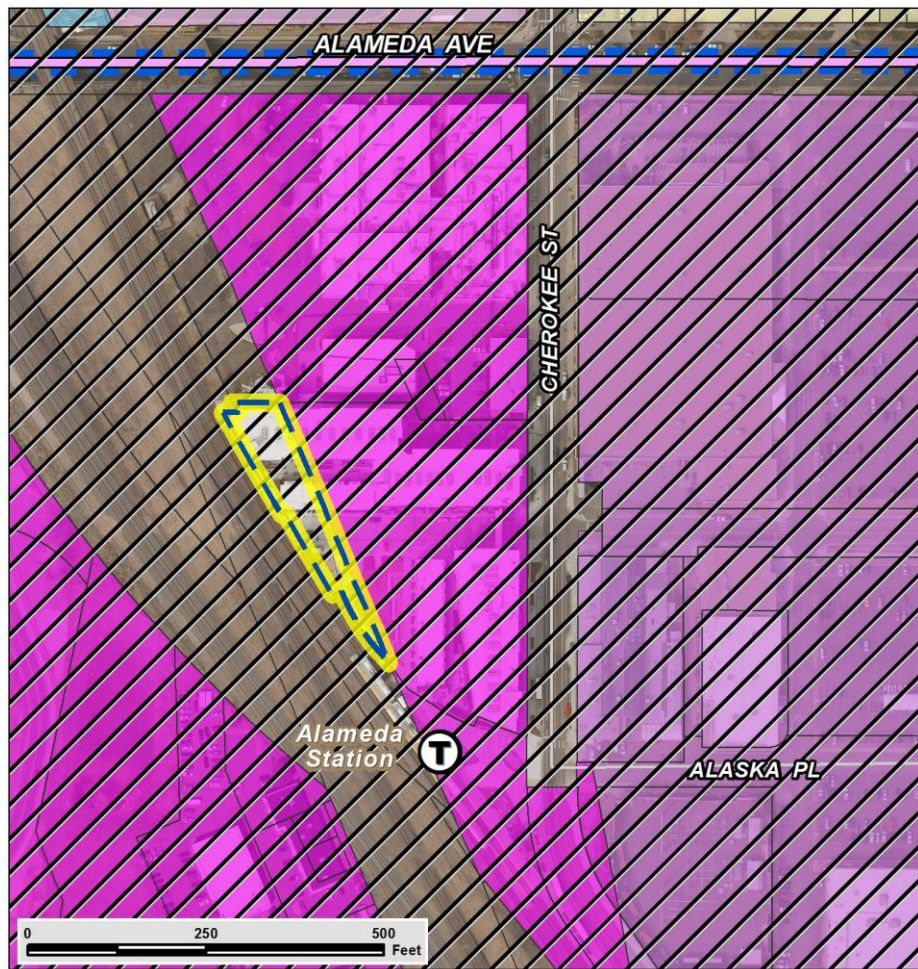 ALAMEDA AVE
CHEROKEE ST
Alameda
Station
T
ALASKA PL
0 250 500
Feet